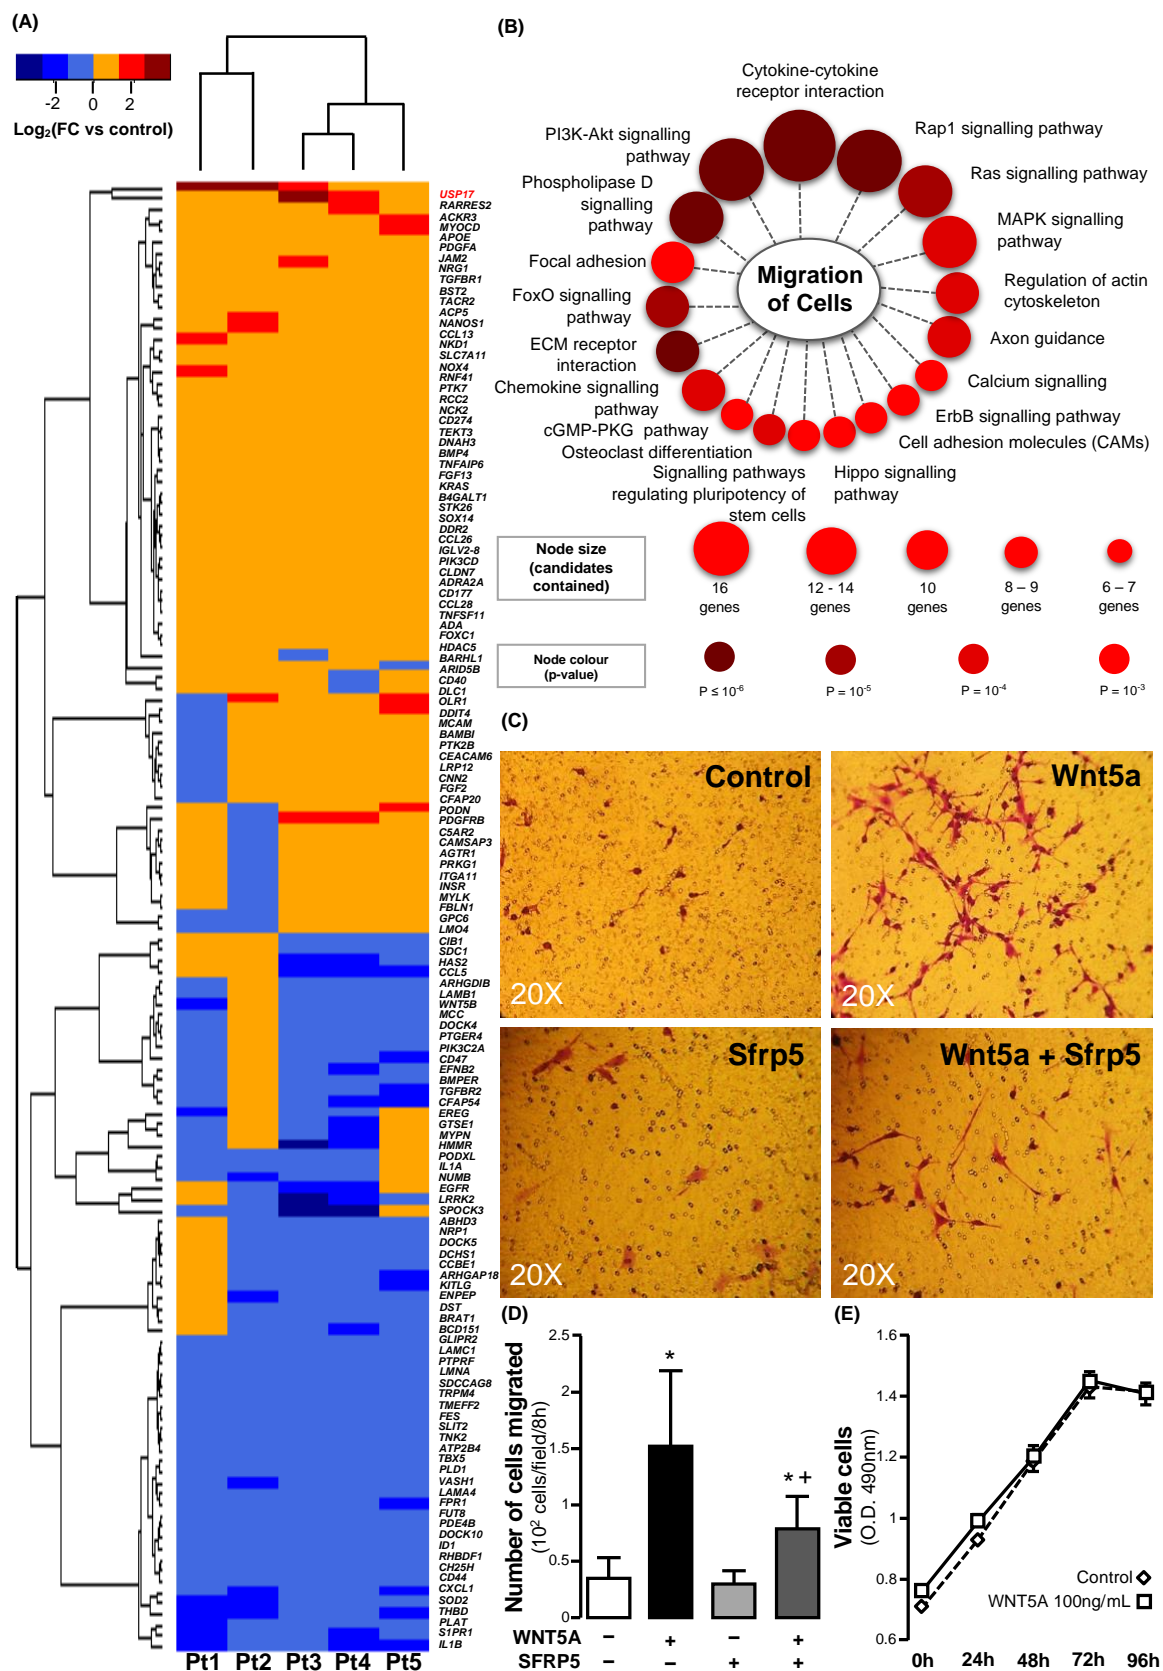 (A)
-2 0 2
Log₂(FC vs control)
USP17
RARRES2
ACKR3
MYOCD
APOE
PDGFA
JAM2
NRG1
TGFBR1
BST2
TACR2
ACP5
NANOS1
CCL13
NKD1
SLC7A11
NOX4
RNF41
PTK7
RCC2
NCK2
CD274
TEKT3
DNAH3
BMP4
TNFAIP6
FGF13
KRAS
B4GALT1
STK26
SOX14
DDR2
CCL26
IGLV2-8
PIK3CD
CLDN7
ADRA2A
CD177
CCL28
TNFSF11
ADA
FOXC1
HDAC5
BARHL1
ARID5B
CD40
DLC1
OLR1
DDIT4
MCAM
BAMBI
PTK2B
CEACAM6
LRP12
CNN2
FGF2
CFAP20
PODN
PDGFRB
C5AR2
CAMSAP3
AGTR1
PRKG1
ITGA11
INSR
MYLK
FBLN1
GPC6
LMO4
CIB1
SDC1
HAS2
CCL5
ARHGDIB
LAMB1
WNT5B
MCC
DOCK4
PTGER4
PIK3C2A
CD47
EFNB2
BMPER
TGFBR2
CFAP54
EREG
GTSE1
MYPN
HMMR
PODXL
IL1A
NUMB
EGFR
LRRK2
SPOCK3
ABHD3
NRP1
DOCK5
DCHS1
CCBE1
ARHGAP18
KITLG
ENPEP
DST
BRAT1
BCD151
GLIPR2
LAMC1
PTPRF
LMNA
SDCCAG8
TRPM4
TMEFF2
FES
SLIT2
TNK2
ATP2B4
TBX5
PLD1
VASH1
LAMA4
FPR1
FUT8
PDE4B
DOCK10
ID1
RHBDF1
CH25H
CD44
CXCL1
SOD2
THBD
PLAT
S1PR1
IL1B
Pt1 Pt2 Pt3 Pt4 Pt5
(B)
Cytokine-cytokine
receptor interaction
Rap1 signalling pathway
Ras signalling pathway
MAPK signalling
pathway
Regulation of actin
cytoskeleton
Axon guidance
Calcium signalling
ErbB signalling pathway
Cell adhesion molecules (CAMs)
Hippo signalling
pathway
Signalling pathways
regulating pluripotency of
stem cells
Osteoclast differentiation
cGMP-PKG pathway
Chemokine signalling
pathway
ECM receptor
interaction
FoxO signalling
pathway
Focal adhesion
Phospholipase D
signalling
pathway
PI3K-Akt signalling
pathway
Migration
of Cells
Node size
(candidates
contained)
16
genes
12 - 14
genes
10
genes
8 – 9
genes
6 – 7
genes
Node colour
(p-value)
P ≤ 10⁻⁶
P = 10⁻⁵
P = 10⁻⁴
P = 10⁻³
(C)
Control
20X
Wnt5a
20X
Sfrp5
20X
Wnt5a + Sfrp5
20X
(D)
Number of cells migrated
(10² cells/field/8h)
2.5
2
1.5
1
0.5
0
*
* +
WNT5A – + – +
SFRP5 – – + +
(E)
Viable cells
(O.D. 490nm)
1.6
1.4
1.2
1
0.8
0.6
Control
WNT5A 100ng/mL
0h 24h 48h 72h 96h